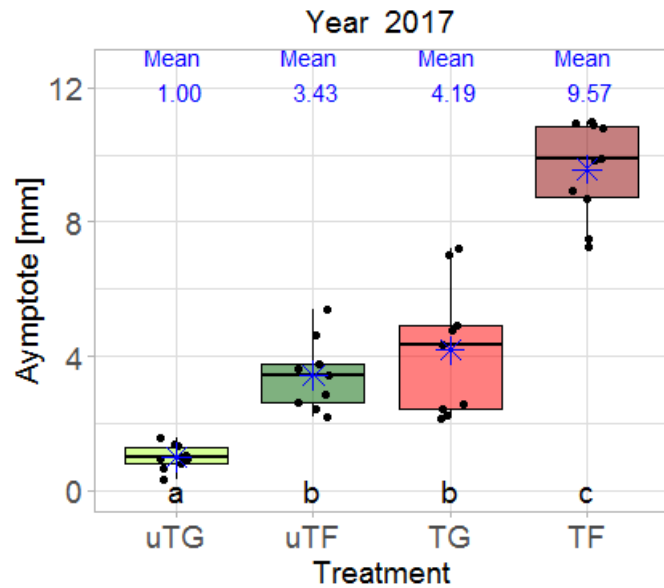 Year 2017
Mean Mean Mean Mean
1.00 3.43 4.19 9.57
12
8
4
0
Aymptote [mm]
a b b c
uTG uTF TG TF
Treatment